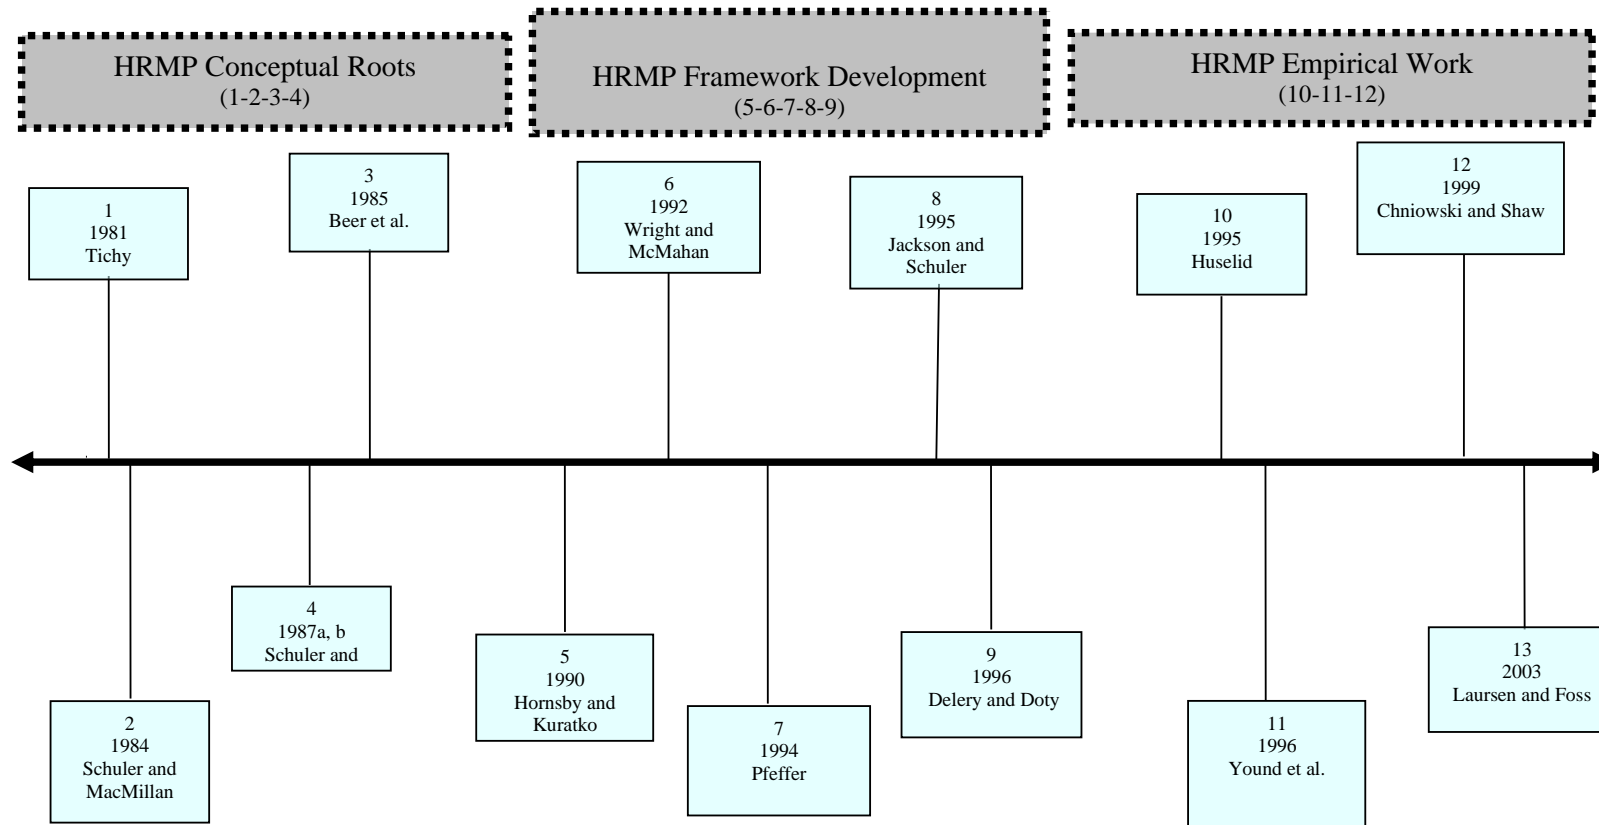 HRMP Conceptual Roots
(1-2-3-4)
HRMP Framework Development
(5-6-7-8-9)
HRMP Empirical Work
(10-11-12)
1
1981
Tichy
3
1985
Beer et al.
6
1992
Wright and
McMahan
8
1995
Jackson and
Schuler
10
1995
Huselid
12
1999
Chniowski and Shaw
2
1984
Schuler and
MacMillan
4
1987a, b
Schuler and
5
1990
Hornsby and
Kuratko
7
1994
Pfeffer
9
1996
Delery and Doty
11
1996
Yound et al.
13
2003
Laursen and Foss